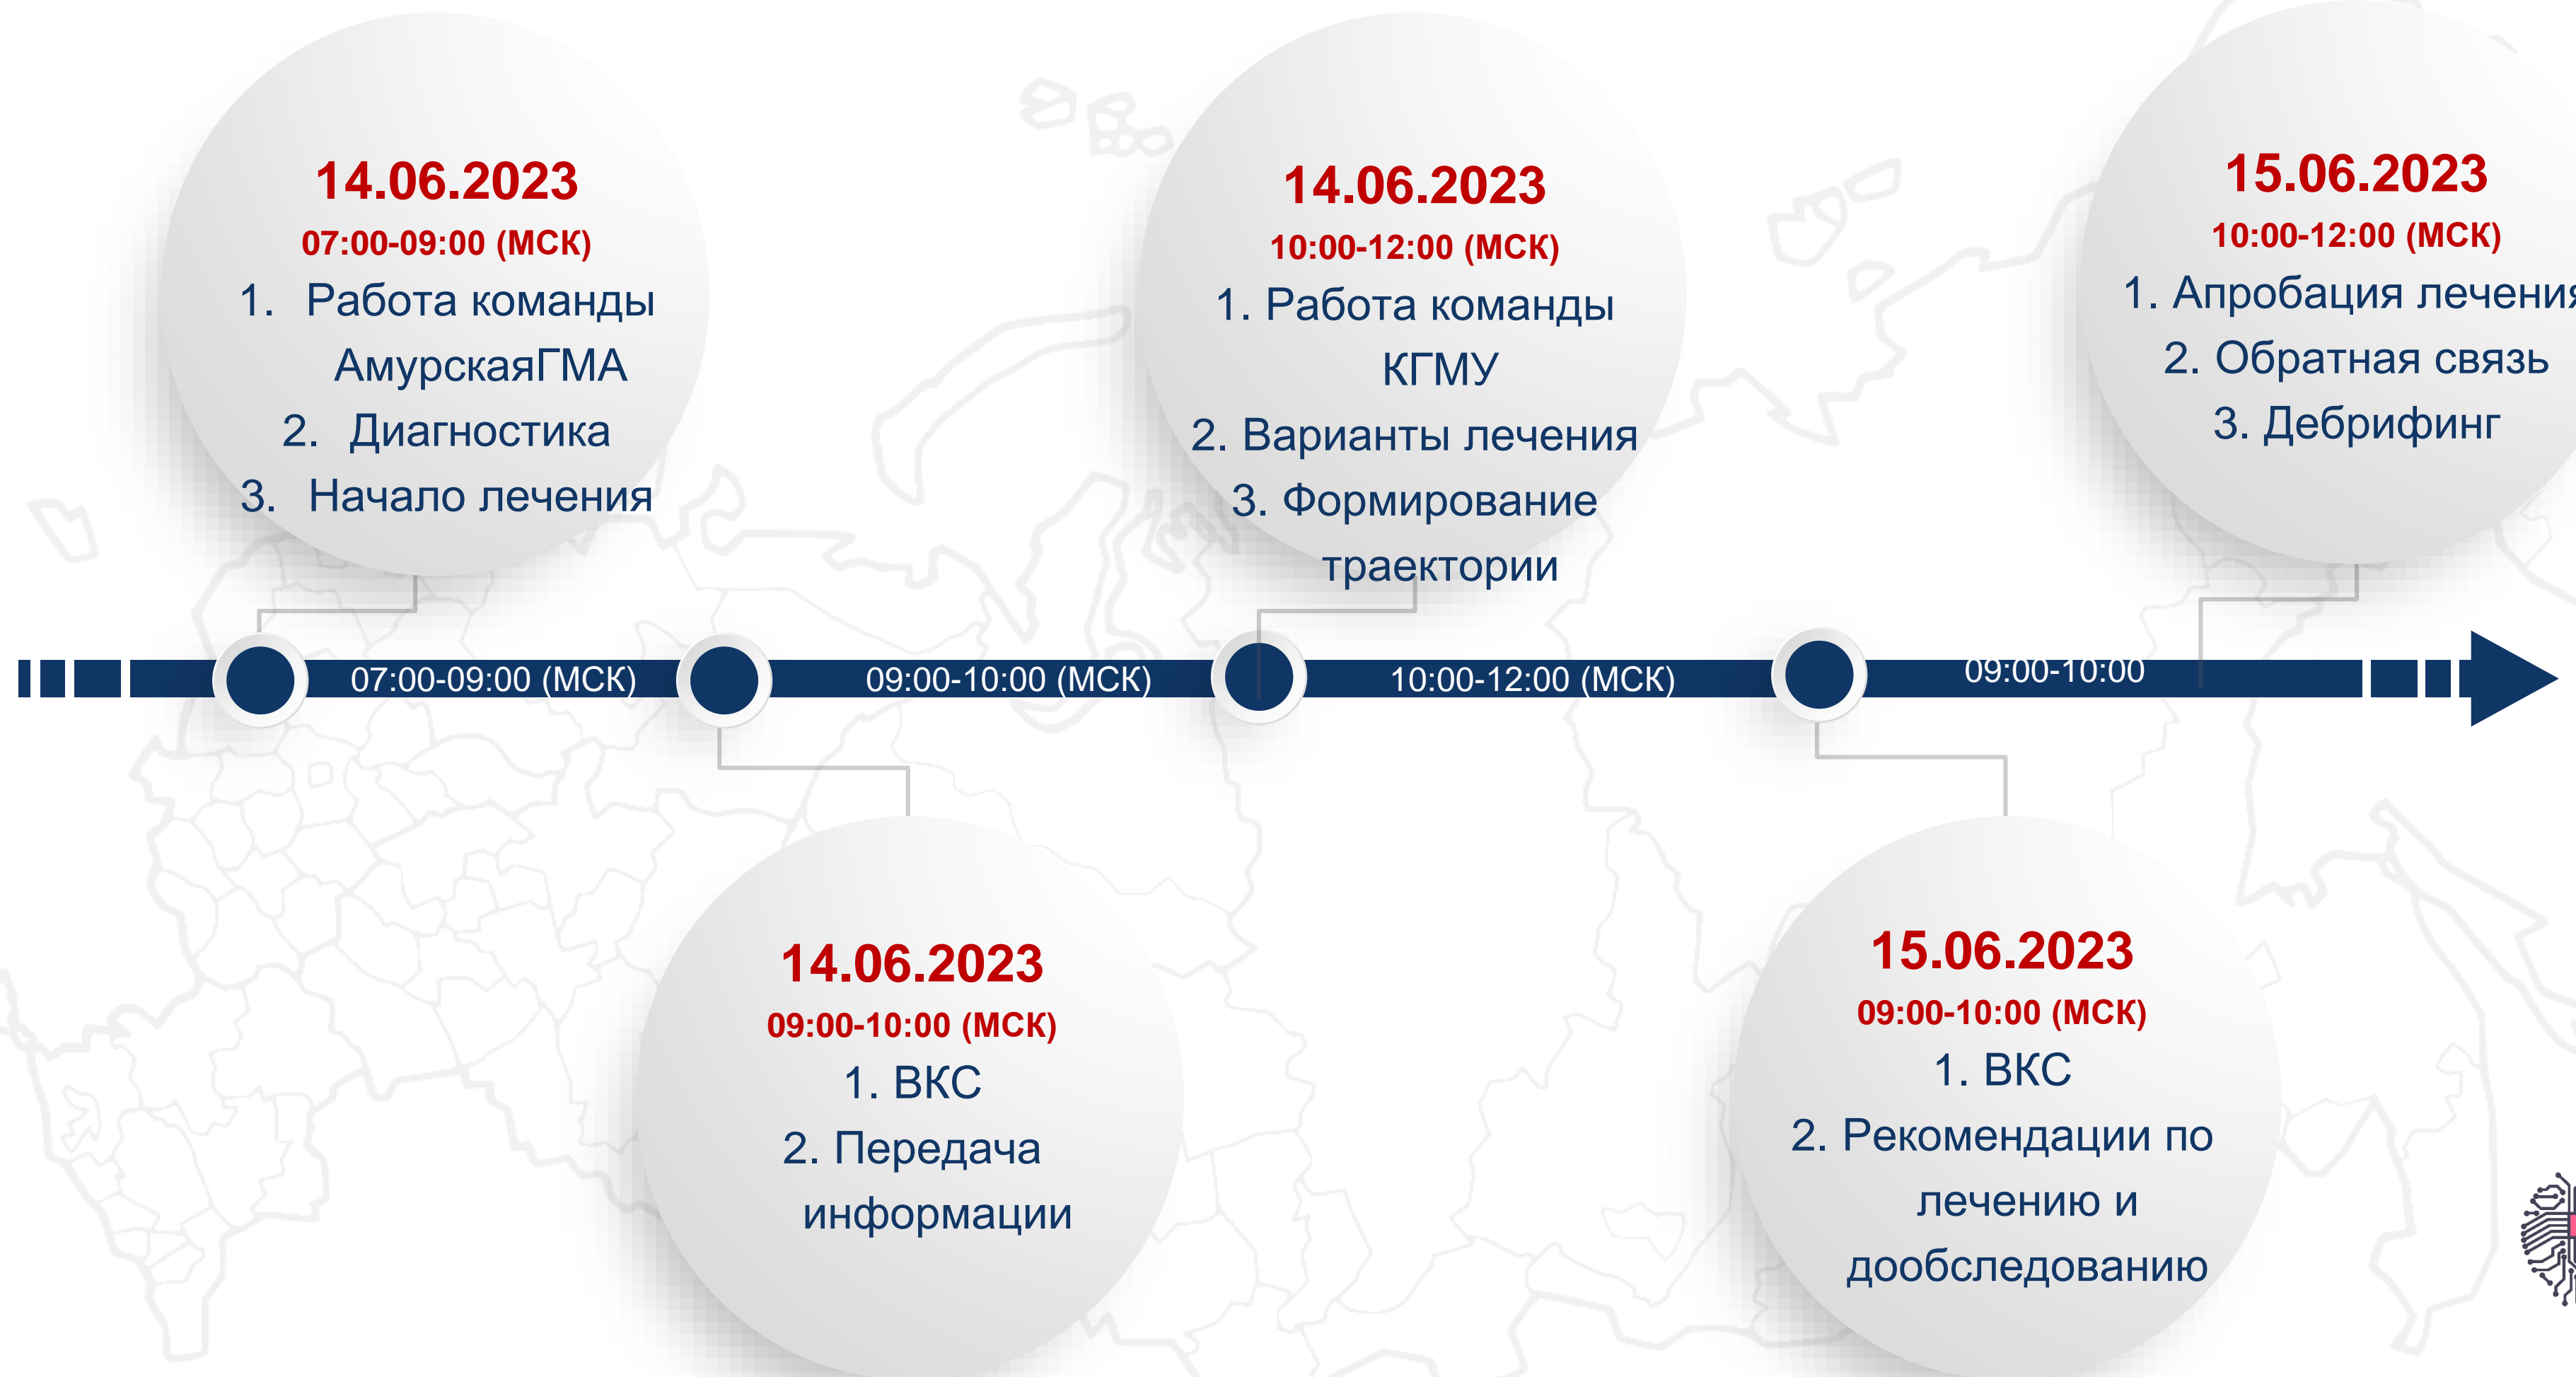 14.06.2023
07:00-09:00 (МСК)
1. Работа команды
АмурскаяГМА
2. Диагностика
3. Начало лечения
14.06.2023
10:00-12:00 (МСК)
1. Работа команды
КГМУ
2. Варианты лечения
3. Формирование
траектории
15.06.2023
10:00-12:00 (МСК)
1. Апробация лечения
2. Обратная связь
3. Дебрифинг
07:00-09:00 (МСК)
09:00-10:00 (МСК)
10:00-12:00 (МСК)
09:00-10:00
14.06.2023
09:00-10:00 (МСК)
1. ВКС
2. Передача
информации
15.06.2023
09:00-10:00 (МСК)
1. ВКС
2. Рекомендации по
лечению и
дообследованию